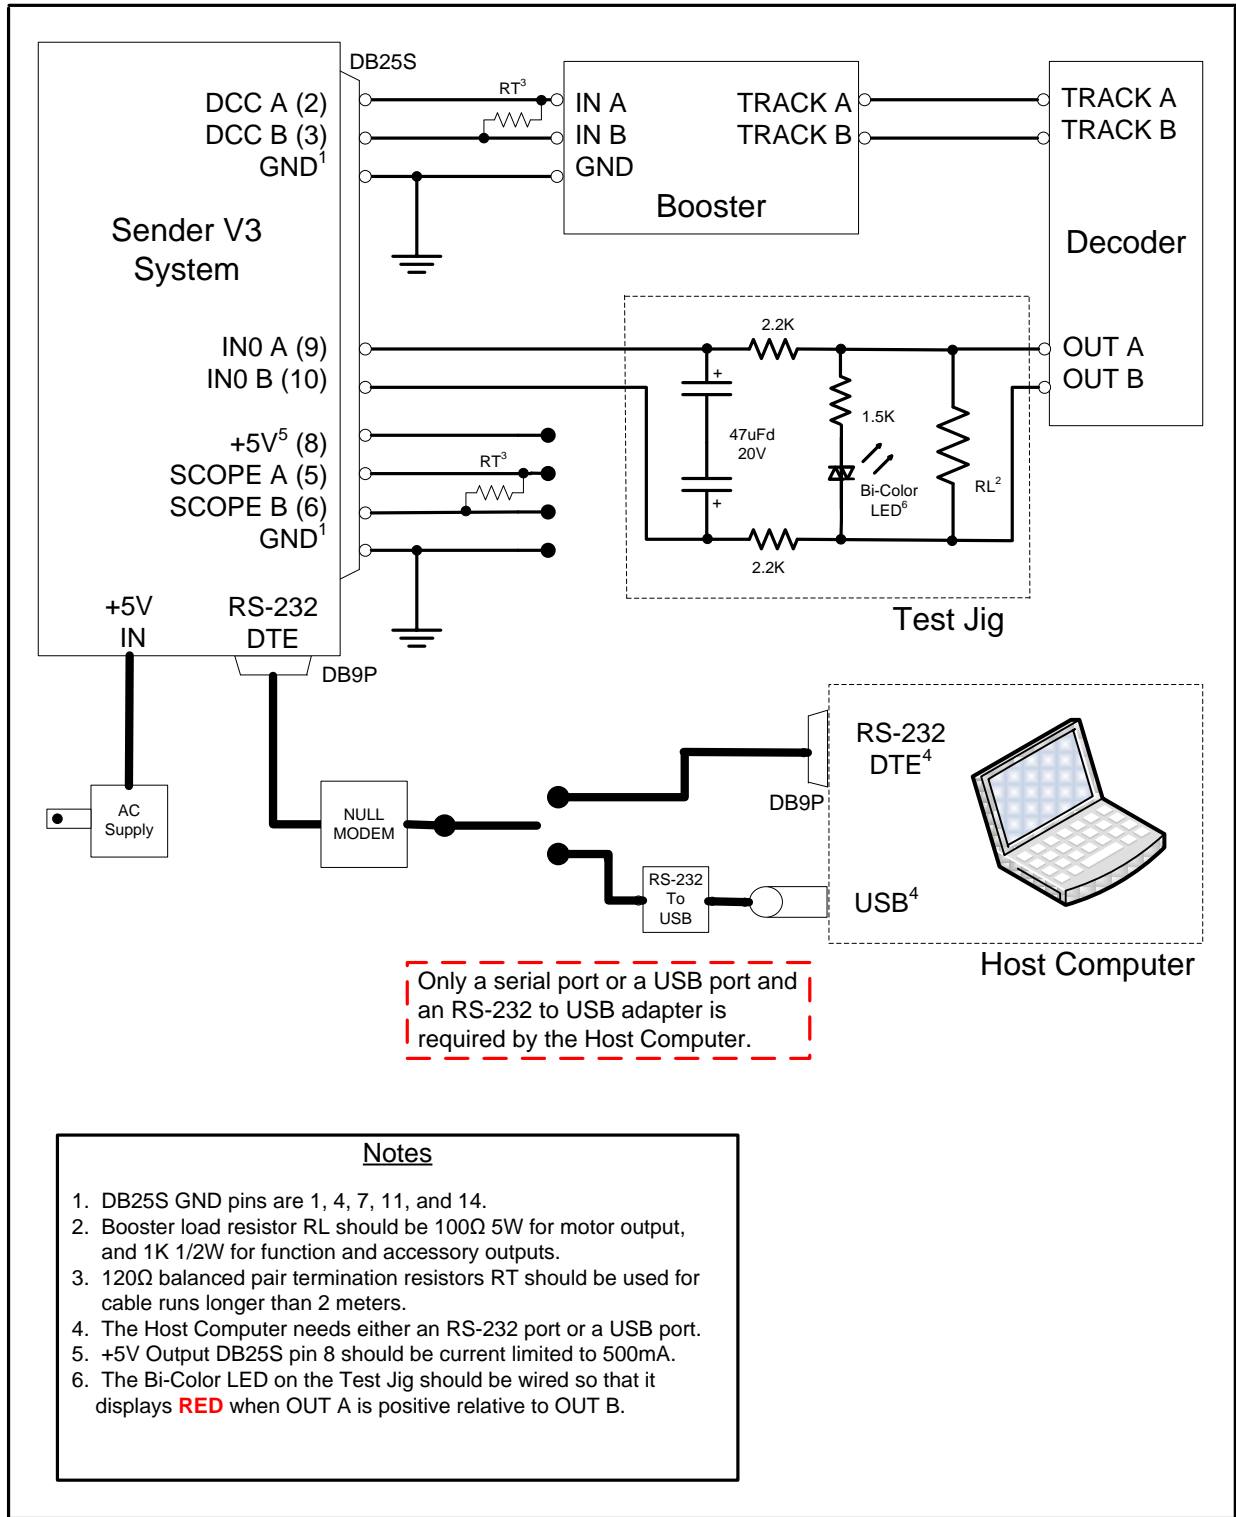 DB25S
DCC A (2)
DCC B (3)
GND¹
RT³
IN A
IN B
GND
TRACK A
TRACK B
Booster
TRACK A
TRACK B
Decoder
Sender V3
System
IN0 A (9)
IN0 B (10)
+5V⁵ (8)
SCOPE A (5)
SCOPE B (6)
GND¹
RT³
2.2K
+
47uFd
20V
+
2.2K
1.5K
Bi-Color
LED⁶
RL²
OUT A
OUT B
Test Jig
+5V
IN
RS-232
DTE
DB9P
AC
Supply
NULL
MODEM
DB9P
RS-232
DTE⁴
RS-232
To
USB
USB⁴
Host Computer
Only a serial port or a USB port and
an RS-232 to USB adapter is
required by the Host Computer.
Notes
1. DB25S GND pins are 1, 4, 7, 11, and 14.
2. Booster load resistor RL should be 100Ω 5W for motor output,
and 1K 1/2W for function and accessory outputs.
3. 120Ω balanced pair termination resistors RT should be used for
cable runs longer than 2 meters.
4. The Host Computer needs either an RS-232 port or a USB port.
5. +5V Output DB25S pin 8 should be current limited to 500mA.
6. The Bi-Color LED on the Test Jig should be wired so that it
displays RED when OUT A is positive relative to OUT B.